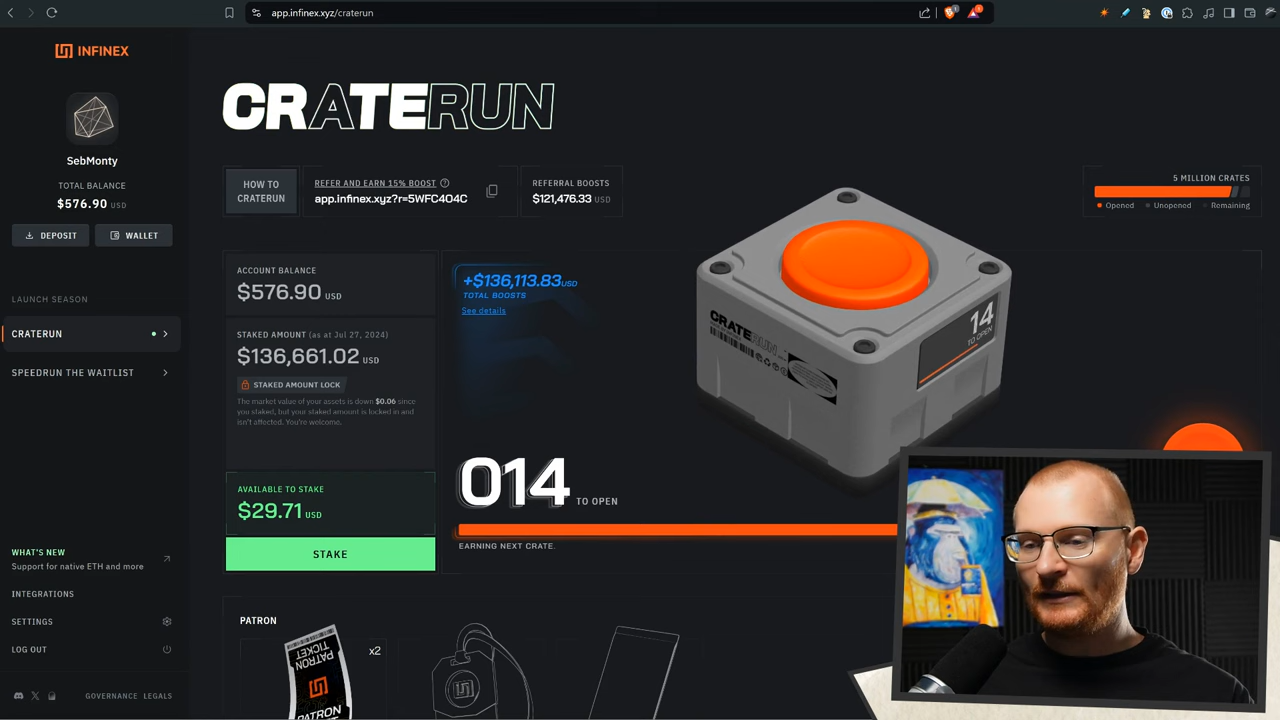 app.infinex.xyz/craterun
INFINEX
SebMonty
TOTAL BALANCE
$576.90 USD
DEPOSIT
WALLET
LAUNCH SEASON
CRATERUN
SPEEDRUN THE WAITLIST
WHAT'S NEW
Support for native ETH and more
INTEGRATIONS
SETTINGS
LOG OUT
GOVERNANCE LEGALS
CRATERUN
HOW TO
CRATERUN
REFER AND EARN 15% BOOST
app.infinex.xyz?r=5WFC4O4C
REFERRAL BOOSTS
$121,476.33 USD
5 MILLION CRATES
Opened Unopened Remaining
ACCOUNT BALANCE
$576.90 USD
STAKED AMOUNT (as at Jul 27, 2024)
$136,661.02 USD
STAKED AMOUNT LOCK
The market value of your assets is down $0.06 since
you staked, but your staked amount is locked in and
isn't affected. You're welcome.
AVAILABLE TO STAKE
$29.71 USD
STAKE
+$136,113.83 USD
TOTAL BOOSTS
See details
CRATERUN
14
TO OPEN
014 TO OPEN
EARNING NEXT CRATE.
PATRON
x2
PATRON
TICKET
PATRON